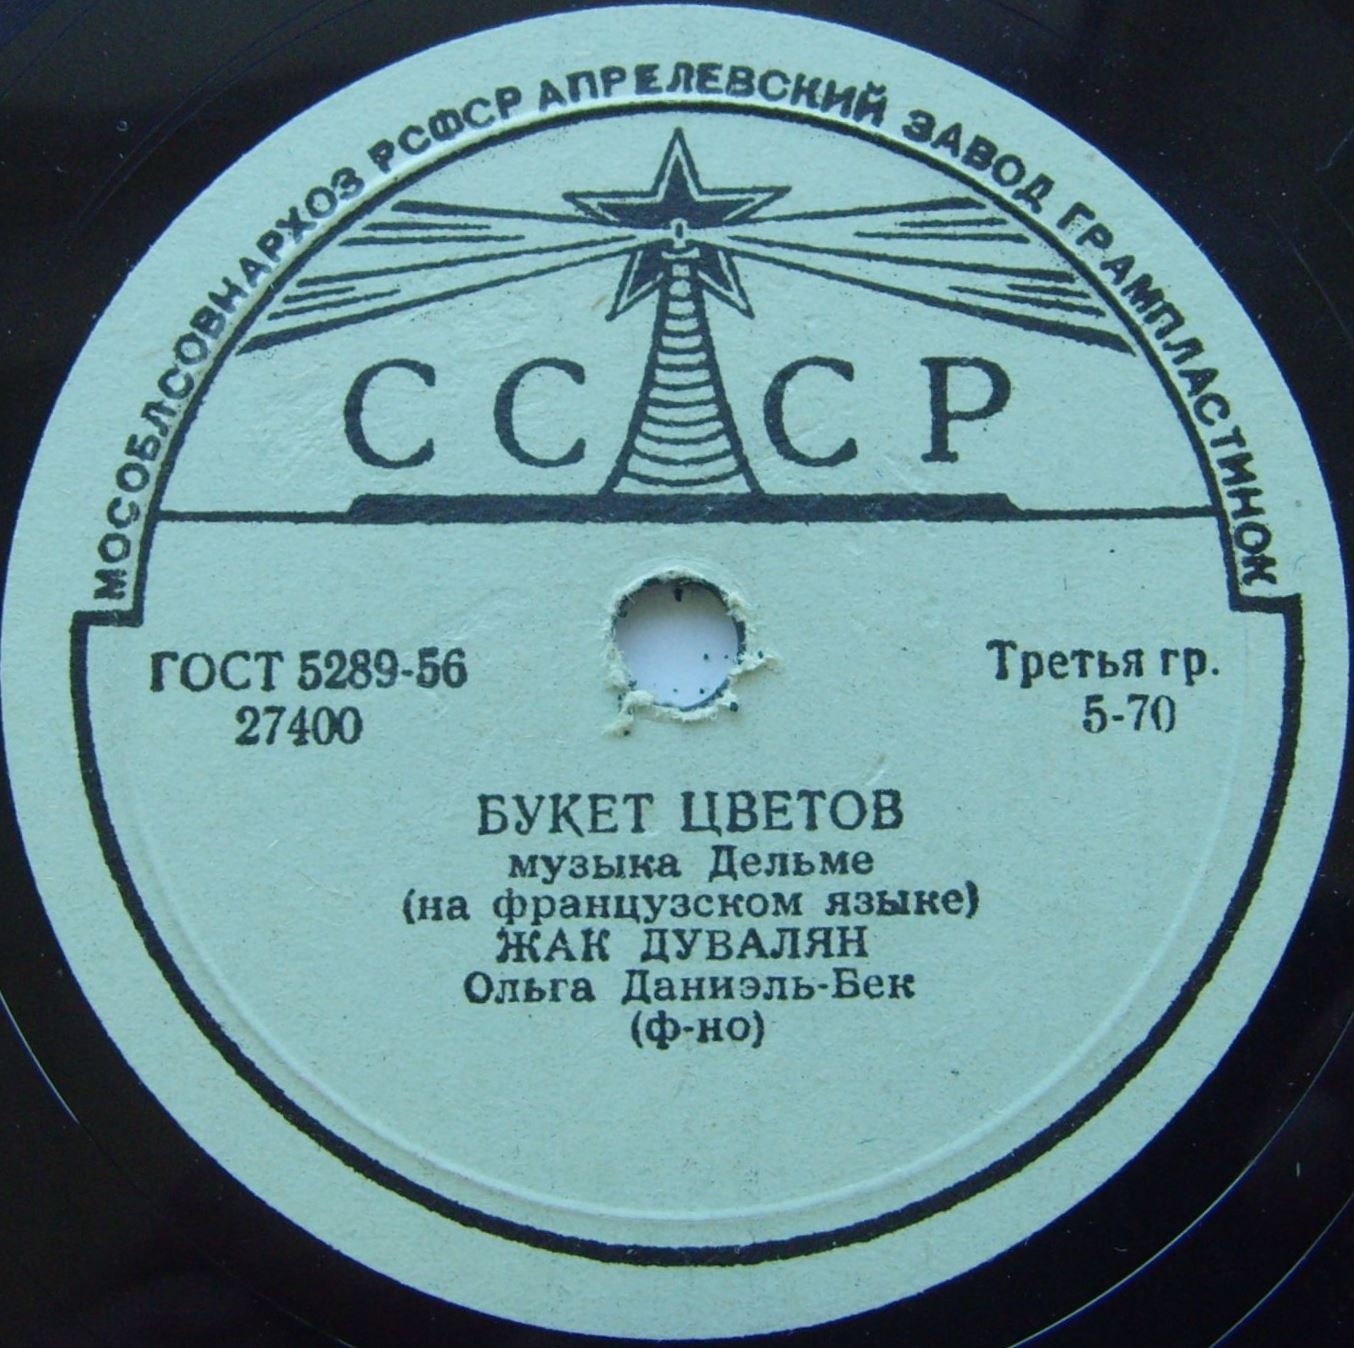 МОСОБЛСОВНАРХОЗ РСФСР АПРЕЛЕВСКИЙ ЗАВОД ГРАМПЛАСТИНОК
СССР
ГОСТ 5289-56
27400
Третья гр.
5-70
БУКЕТ ЦВЕТОВ
музыка Дельме
(на французском языке)
ЖАК ДУВАЛЯН
Ольга Даниэль-Бек
(ф-но)